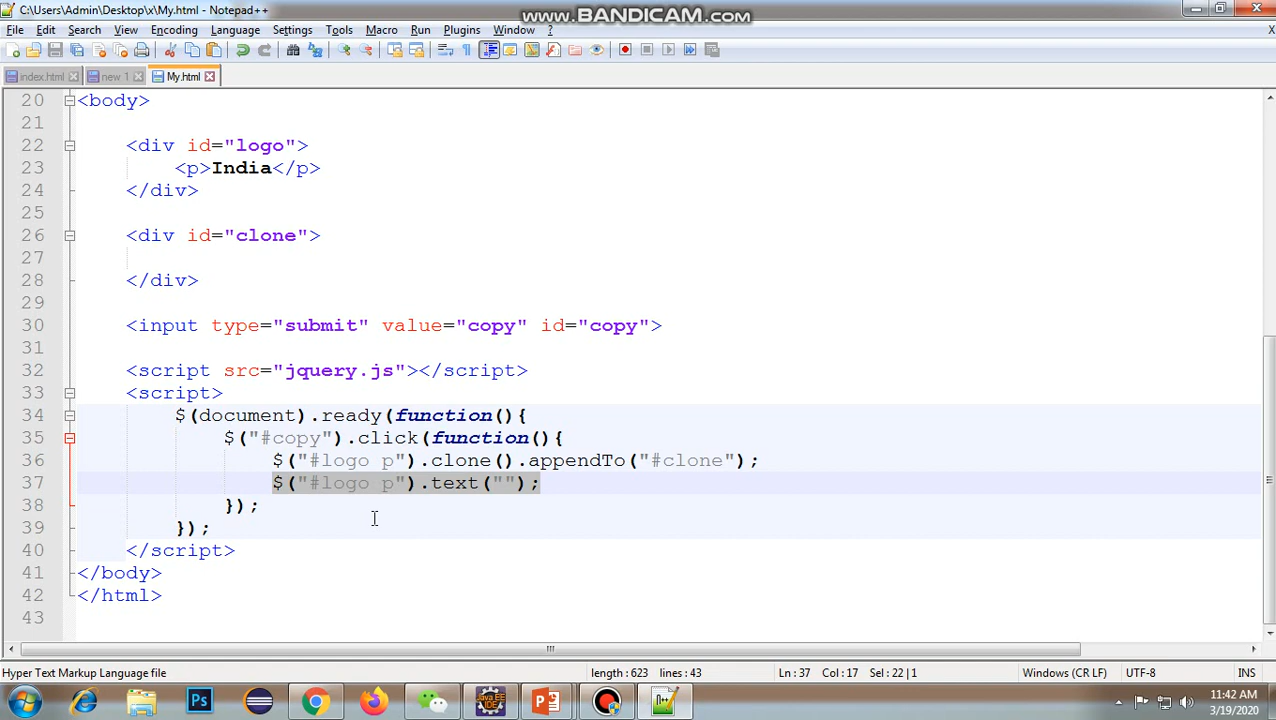 C:\Users\Admin\Desktop\x\My.html - Notepad++
www.BANDICAM.com
File Edit Search View Encoding Language Settings Tools Macro Run Plugins Window ?
X
index.html
new 1
My.html
20 <body>
21
22 <div id="logo">
23 <p>India</p>
24 </div>
25
26 <div id="clone">
27
28 </div>
29
30 <input type="submit" value="copy" id="copy">
31
32 <script src="jquery.js"></script>
33 <script>
34 $(document).ready(function(){
35 $("#copy").click(function(){
36 $("#logo p").clone().appendTo("#clone");
37 $("#logo p").text("");
38 });
39 });
40 </script>
41 </body>
42 </html>
43
Hyper Text Markup Language file length : 623 lines : 43 Ln : 37 Col : 17 Sel : 22 | 1 Windows (CR LF) UTF-8 INS
Ps
Java EE
IDE
11:42 AM
3/19/2020